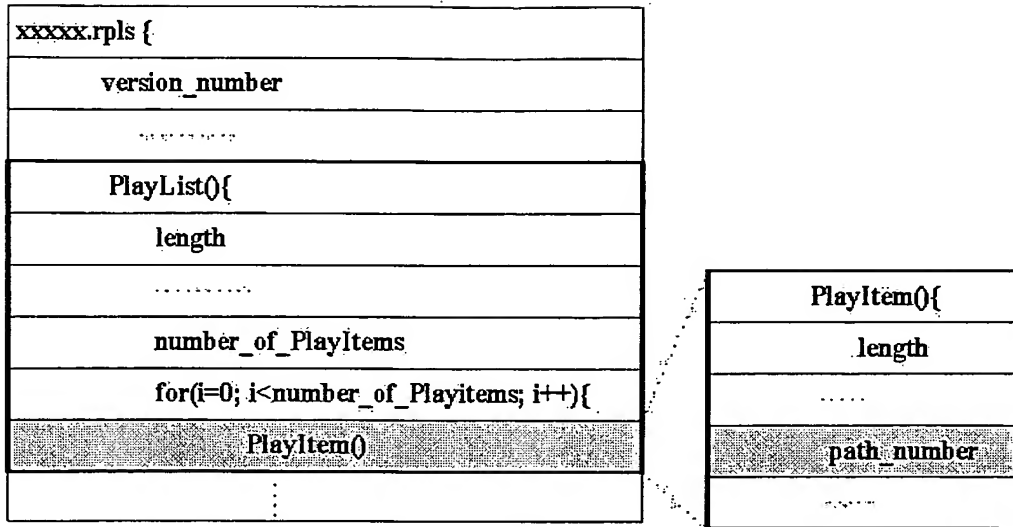 xxxxx.rpls {
version_number
..........
PlayList(){
length
..........
number_of_PlayItems
for(i=0; i<number_of_Playitems; i++){
PlayItem()
PlayItem(){
length
.....
path_number
.....